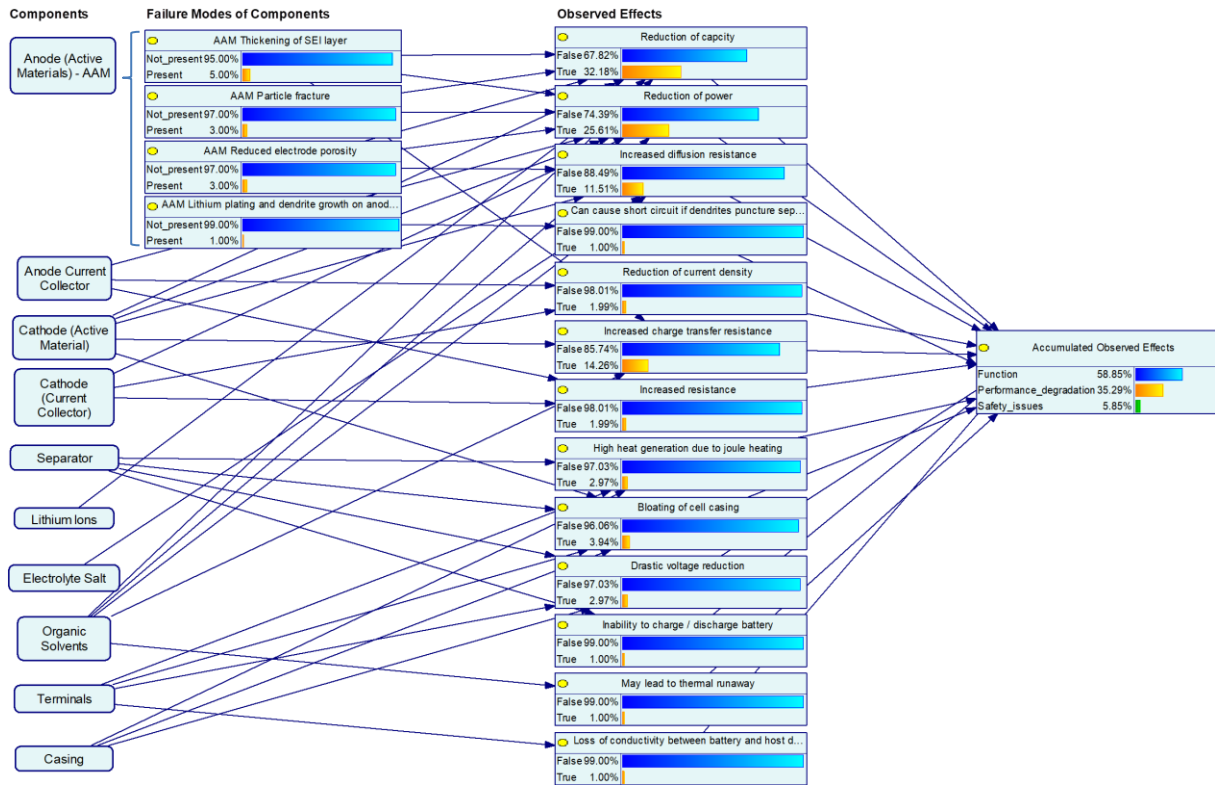 Components
Failure Modes of Components
Observed Effects
Anode (Active
Materials) - AAM
Anode Current
Collector
Cathode (Active
Material)
Cathode
(Current
Collector)
Separator
Lithium Ions
Electrolyte Salt
Organic
Solvents
Terminals
Casing
AAM Thickening of SEI layer
Not_present 95.00%
Present 5.00%
AAM Particle fracture
Not_present 97.00%
Present 3.00%
AAM Reduced electrode porosity
Not_present 97.00%
Present 3.00%
AAM Lithium plating and dendrite growth on anod...
Not_present 99.00%
Present 1.00%
Reduction of capcity
False 67.82%
True 32.18%
Reduction of power
False 74.39%
True 25.61%
Increased diffusion resistance
False 88.49%
True 11.51%
Can cause short circuit if dendrites puncture sep...
False 99.00%
True 1.00%
Reduction of current density
False 98.01%
True 1.99%
Increased charge transfer resistance
False 85.74%
True 14.26%
Increased resistance
False 98.01%
True 1.99%
High heat generation due to joule heating
False 97.03%
True 2.97%
Bloating of cell casing
False 96.06%
True 3.94%
Drastic voltage reduction
False 97.03%
True 2.97%
Inability to charge / discharge battery
False 99.00%
True 1.00%
May lead to thermal runaway
False 99.00%
True 1.00%
Loss of conductivity between battery and host d...
False 99.00%
True 1.00%
Accumulated Observed Effects
Function 58.85%
Performance_degradation 35.29%
Safety_issues 5.85%